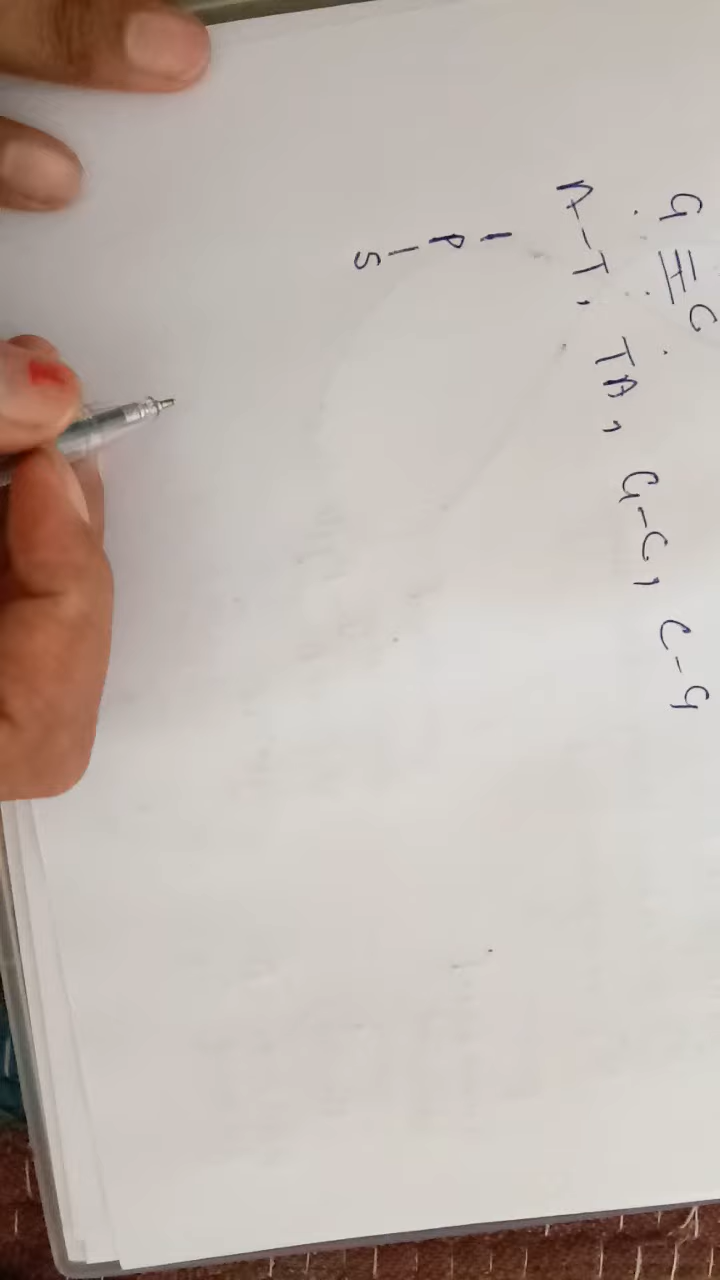 G≡C
A-T, TA, G-C, C-G
|
P
|
S